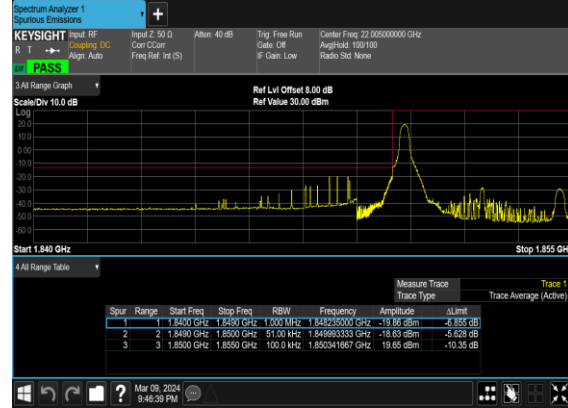 Spectrum Analyzer 1
Spurious Emissions
KEYSIGHT Input: RF Input Z: 50 Ω Atten: 40 dB Trig: Free Run Center Freq: 22.005000000 GHz
R T Coupling: DC Corr CCorr Gate: Off Avg|Hold: 100/100
Align: Auto Freq Ref: Int (S) IF Gain: Low Radio Std: None
PASS
3 All Range Graph
Ref Lvl Offset 8.00 dB
Scale/Div 10.0 dB Ref Value 30.00 dBm
Log
20.0
10.0
0.00
-10.0
-20.0
-30.0
-40.0
-50.0
-60.0
Start 1.840 GHz Stop 1.855 GH
4 All Range Table
Measure Trace Trace 1
Trace Type Trace Average (Active)
Spur Range Start Freq Stop Freq RBW Frequency Amplitude ΔLimit
1 1 1.8400 GHz 1.8490 GHz 1.000 MHz 1.848235000 GHz -19.86 dBm -6.855 dB
2 2 1.8490 GHz 1.8500 GHz 51.00 kHz 1.849993333 GHz -18.63 dBm -5.628 dB
3 3 1.8500 GHz 1.8550 GHz 100.0 kHz 1.850341667 GHz 19.65 dBm -10.35 dB
Mar 09, 2024
9:46:39 PM